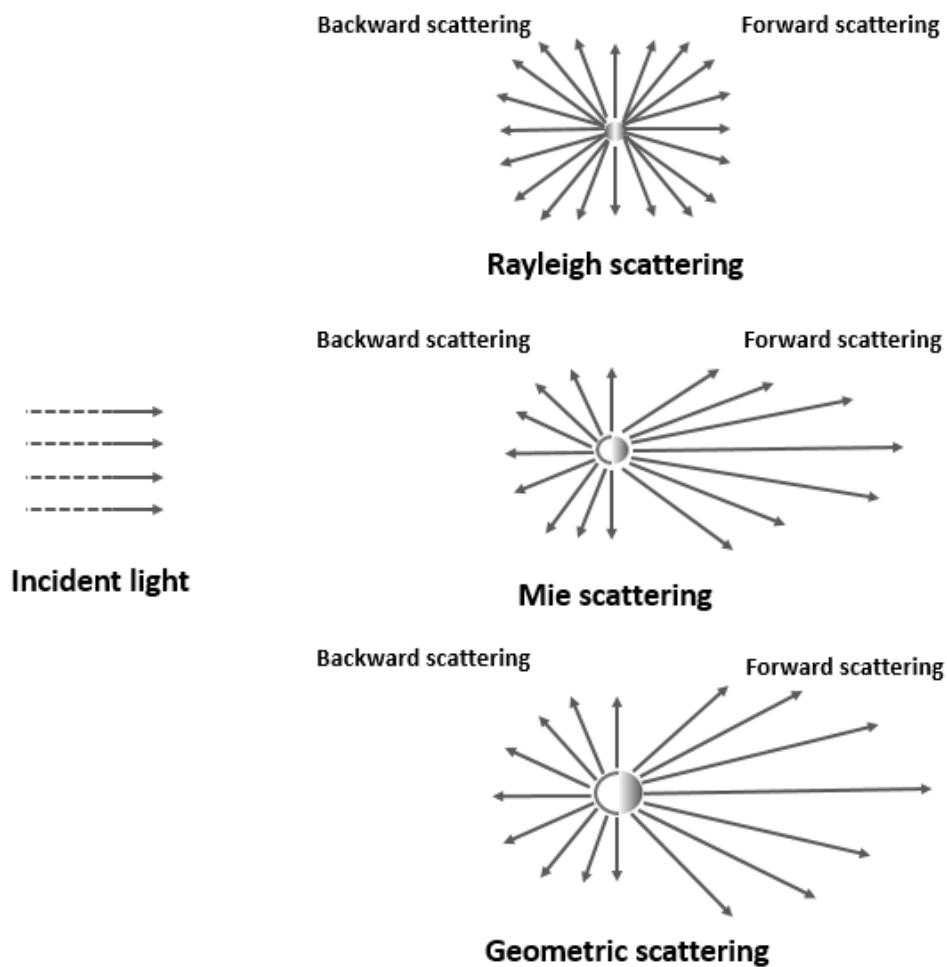 Backward scattering
Forward scattering
Rayleigh scattering
Backward scattering
Forward scattering
Incident light
Mie scattering
Backward scattering
Forward scattering
Geometric scattering